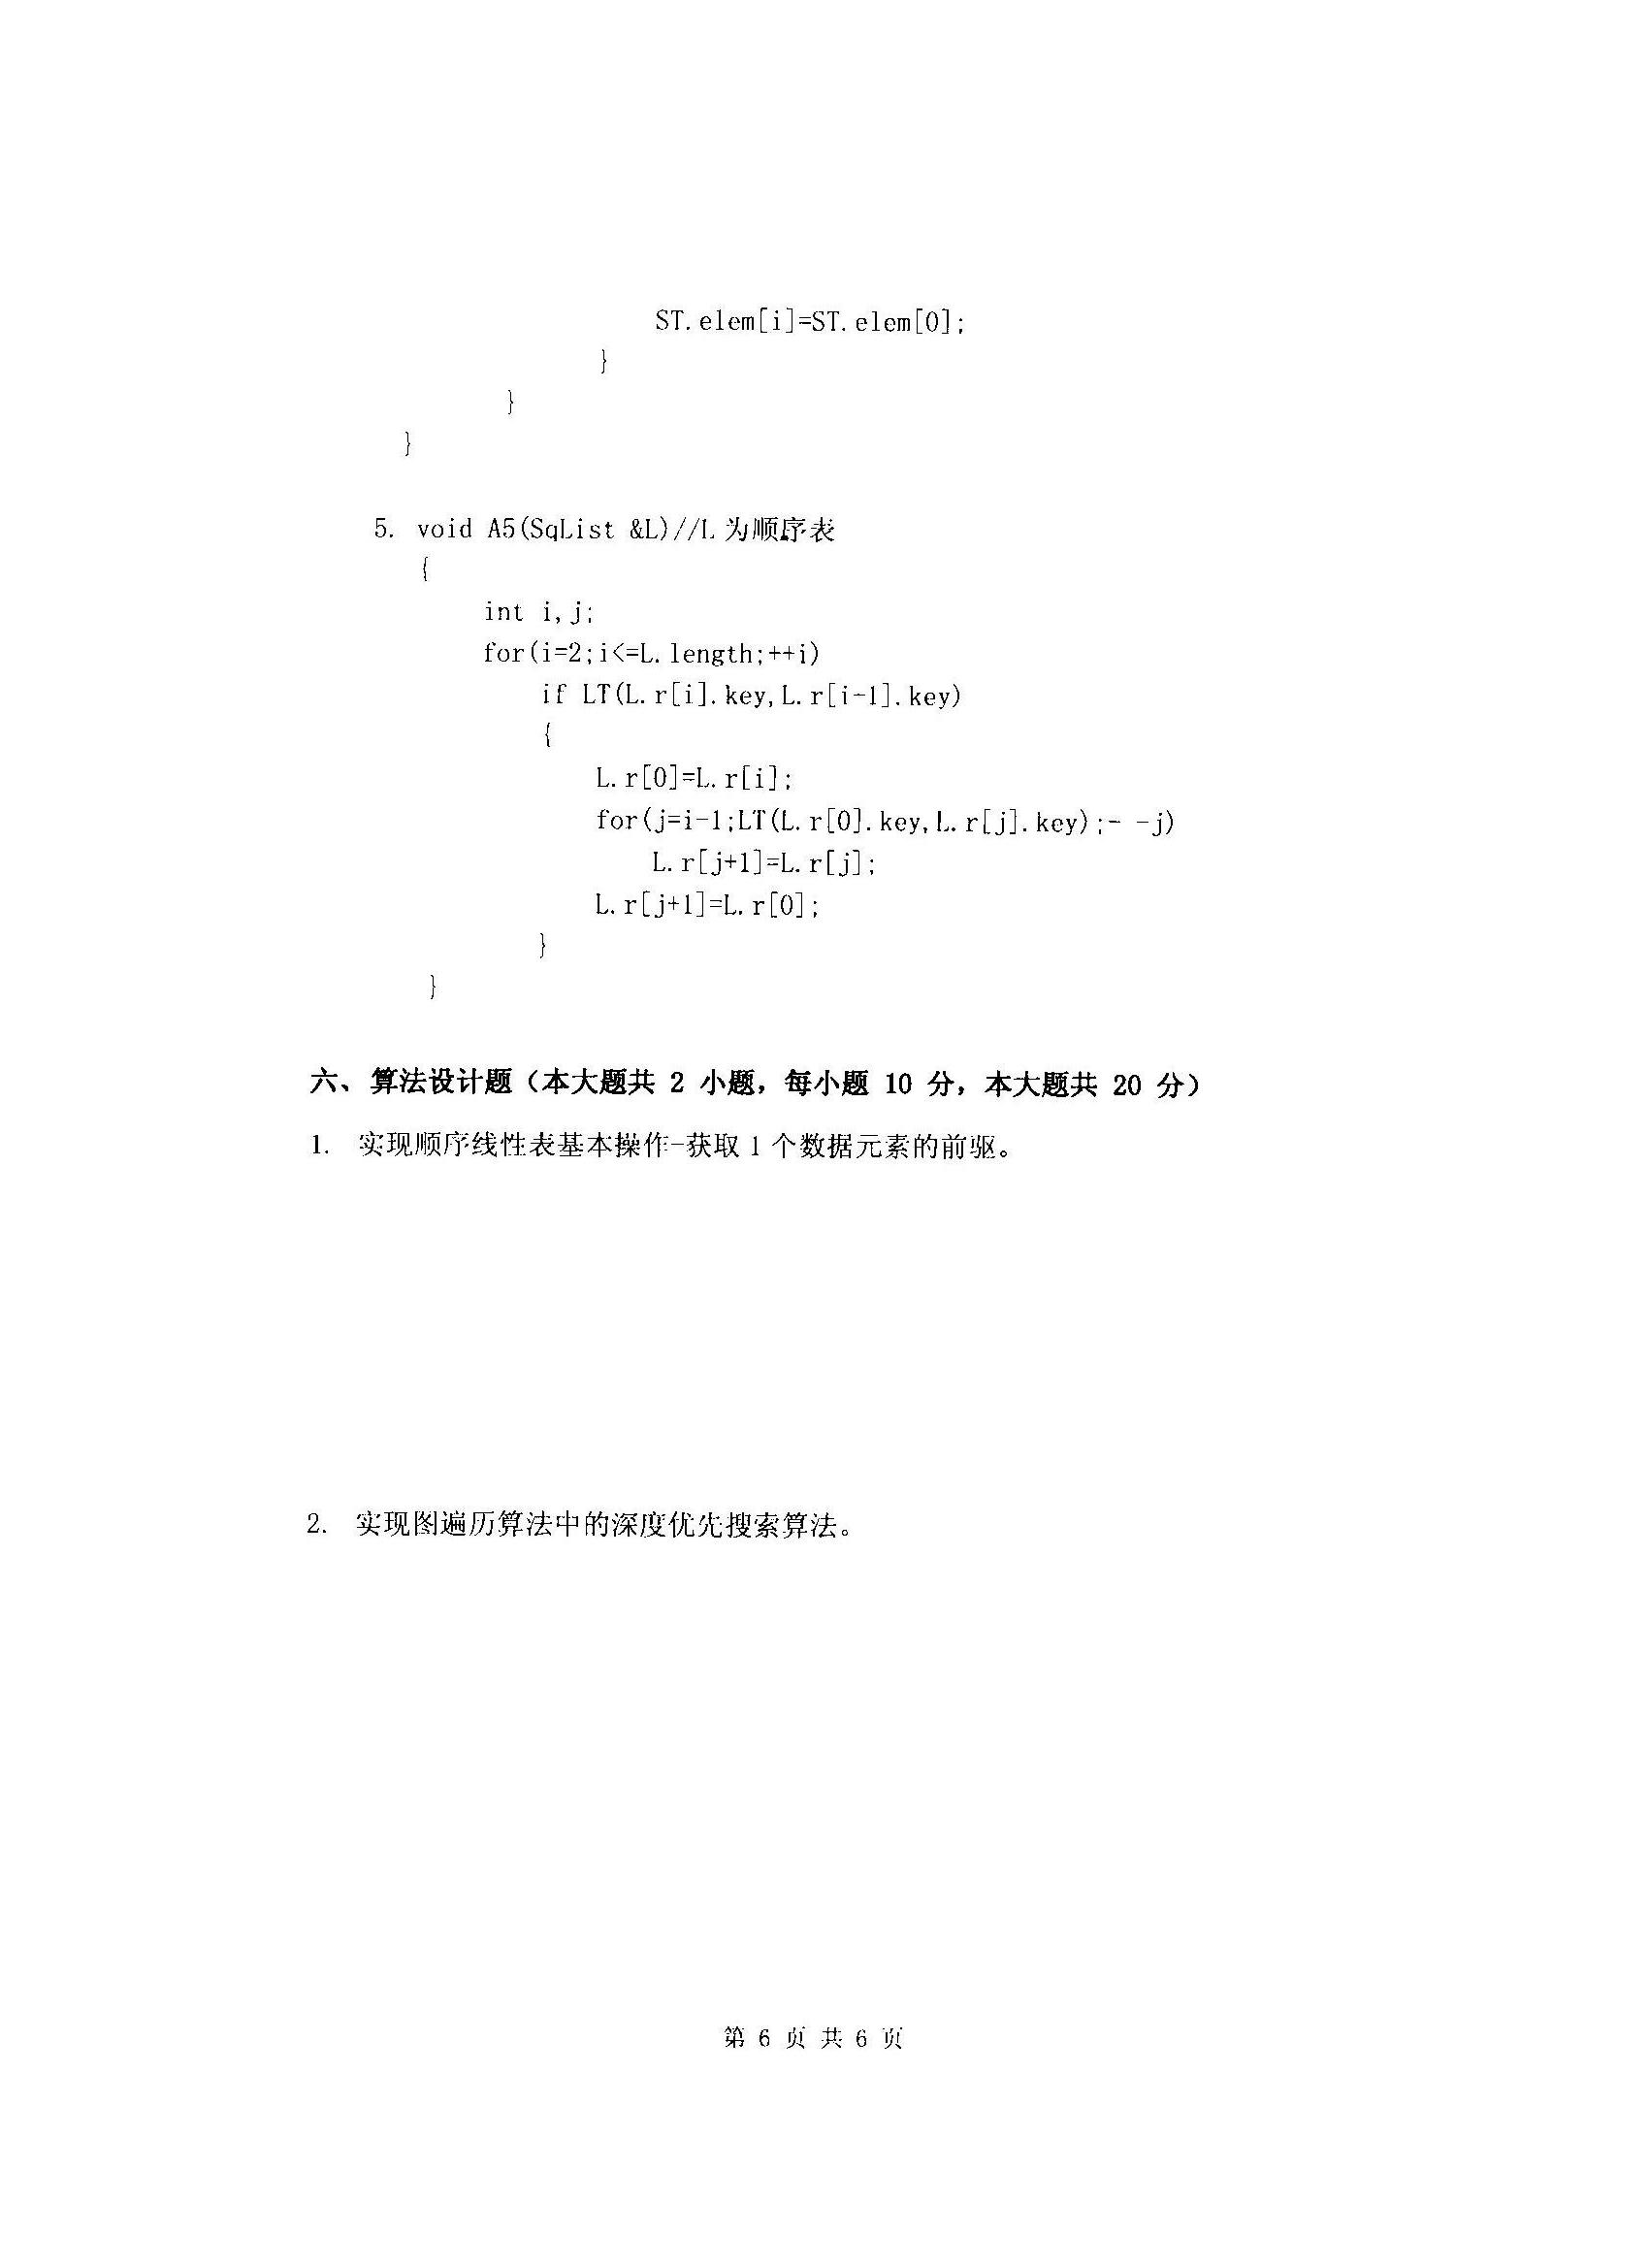 ST.elem[i]=ST.elem[0];
}
}
}
5. void A5(SqList &L)//L 为顺序表
{
int i,j;
for(i=2;i<=L.length;++i)
if LT(L.r[i].key,L.r[i-1].key)
{
L.r[0]=L.r[i];
for(j=i-1;LT(L.r[0].key,L.r[j].key);- -j)
L.r[j+1]=L.r[j];
L.r[j+1]=L.r[0];
}
}
六、算法设计题（本大题共 2 小题，每小题 10 分，本大题共 20 分）
1. 实现顺序线性表基本操作-获取 1 个数据元素的前驱。
2. 实现图遍历算法中的深度优先搜索算法。
第 6 页 共 6 页